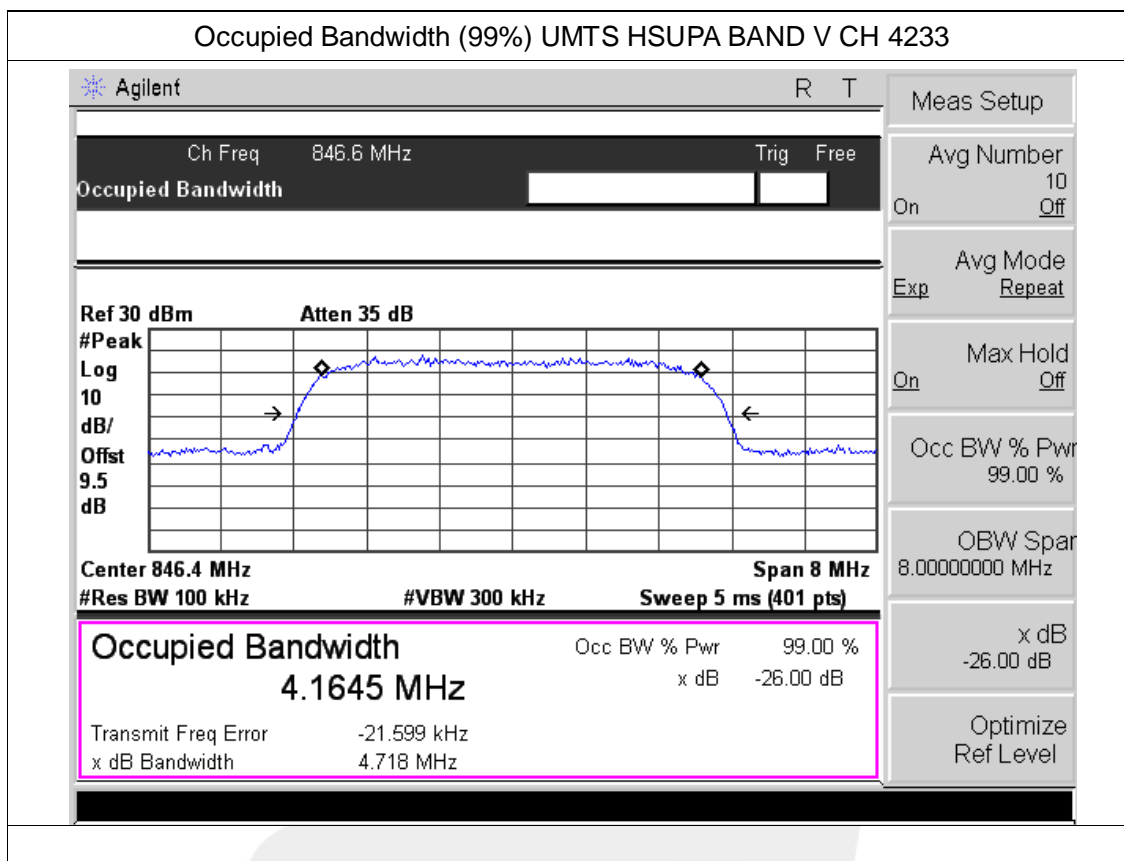 Occupied Bandwidth (99%) UMTS HSUPA BAND V CH 4233
Agilent R T
Ch Freq 846.6 MHz Trig Free
Occupied Bandwidth
Ref 30 dBm Atten 35 dB
#Peak
Log
10
dB/
Offst
9.5
dB
Center 846.4 MHz Span 8 MHz
#Res BW 100 kHz #VBW 300 kHz Sweep 5 ms (401 pts)
Occupied Bandwidth Occ BW % Pwr 99.00 %
4.1645 MHz x dB -26.00 dB
Transmit Freq Error -21.599 kHz
x dB Bandwidth 4.718 MHz
Meas Setup
Avg Number
10
On Off
Avg Mode
Exp Repeat
Max Hold
On Off
Occ BW % Pwr
99.00 %
OBW Span
8.00000000 MHz
x dB
-26.00 dB
Optimize
Ref Level